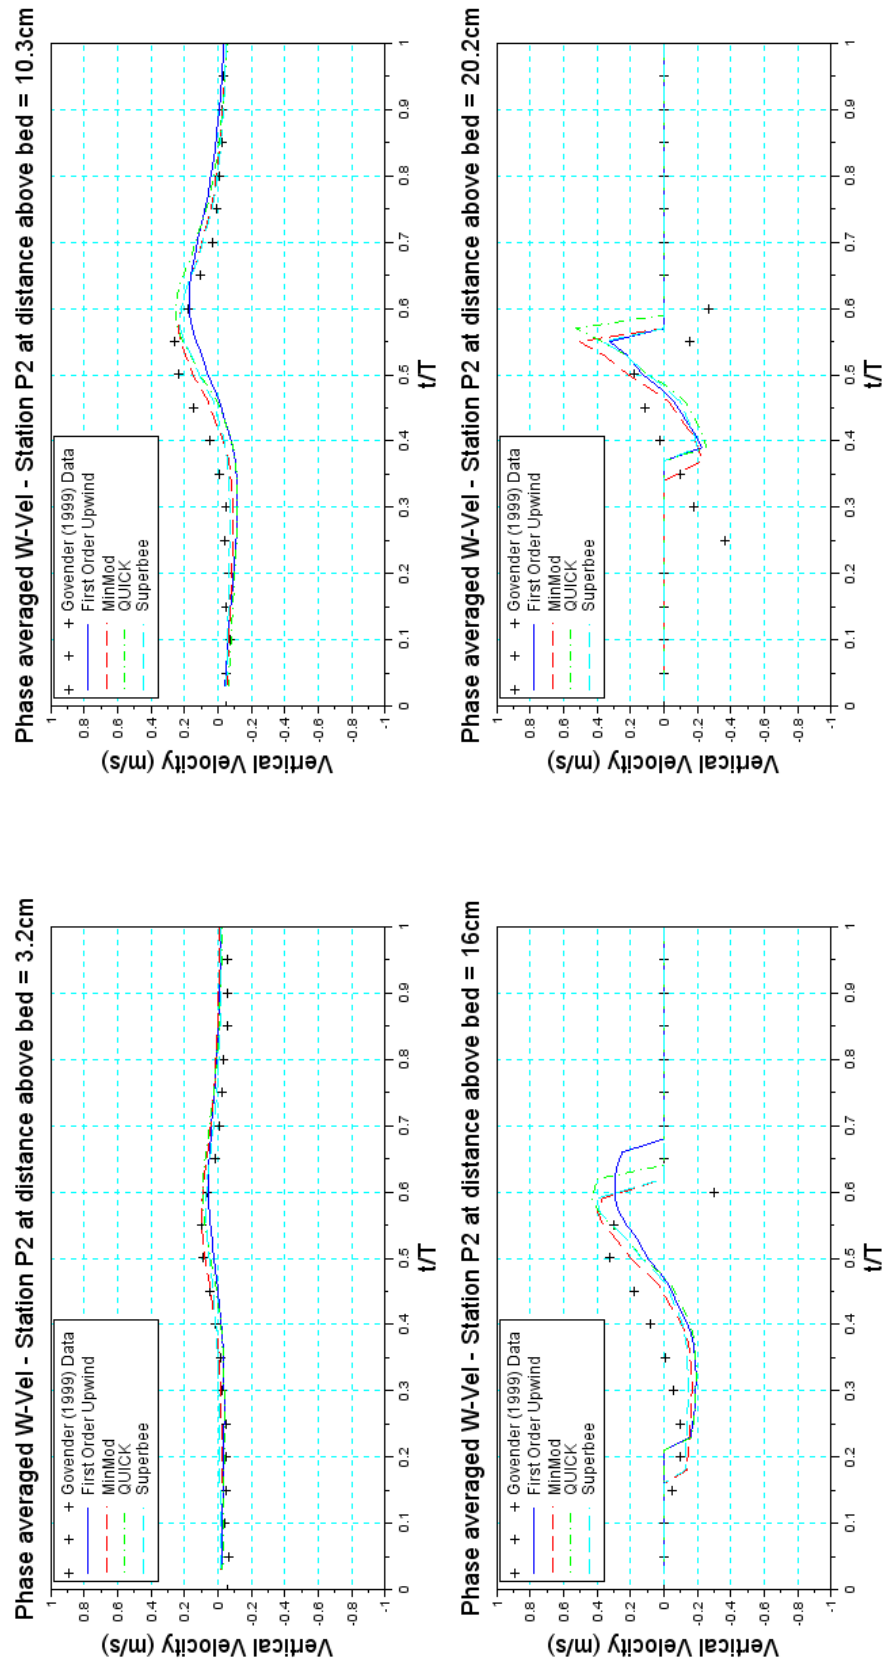 Phase averaged W-Vel - Station P2 at distance above bed = 3.2cm
Vertical Velocity (m/s)
1
0.8
0.6
0.4
0.2
0
-0.2
-0.4
-0.6
-0.8
-1
Govender (1999) Data
First Order Upwind
MinMod
QUICK
Superbee
0
0.1
0.2
0.3
0.4
0.5
0.6
0.7
0.8
0.9
1
t/T
Phase averaged W-Vel - Station P2 at distance above bed = 10.3cm
Vertical Velocity (m/s)
1
0.8
0.6
0.4
0.2
0
-0.2
-0.4
-0.6
-0.8
-1
Govender (1999) Data
First Order Upwind
MinMod
QUICK
Superbee
0
0.1
0.2
0.3
0.4
0.5
0.6
0.7
0.8
0.9
1
t/T
Phase averaged W-Vel - Station P2 at distance above bed = 16cm
Vertical Velocity (m/s)
1
0.8
0.6
0.4
0.2
0
-0.2
-0.4
-0.6
-0.8
-1
Govender (1999) Data
First Order Upwind
MinMod
QUICK
Superbee
0
0.1
0.2
0.3
0.4
0.5
0.6
0.7
0.8
0.9
1
t/T
Phase averaged W-Vel - Station P2 at distance above bed = 20.2cm
Vertical Velocity (m/s)
1
0.8
0.6
0.4
0.2
0
-0.2
-0.4
-0.6
-0.8
-1
Govender (1999) Data
First Order Upwind
MinMod
QUICK
Superbee
0
0.1
0.2
0.3
0.4
0.5
0.6
0.7
0.8
0.9
1
t/T